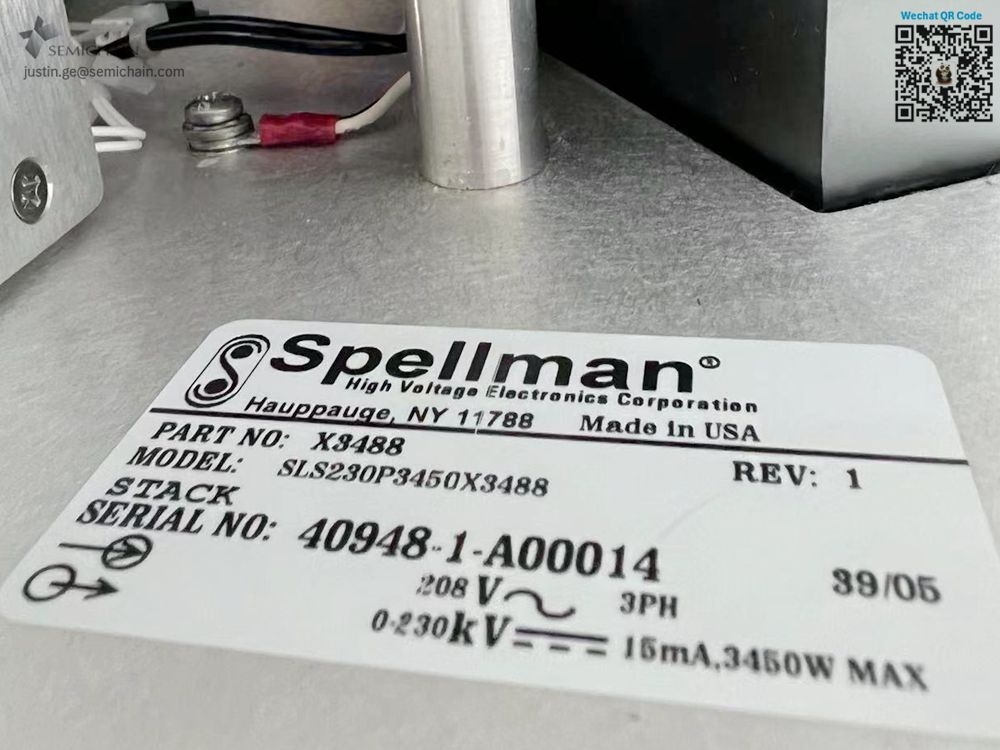 Wechat QR Code
SEMICHAIN
justin.ge@semichain.com
Spellman®
High Voltage Electronics Corporation
Hauppauge, NY 11788 Made in USA
PART NO: X3488
MODEL: SLS230P3450X3488 REV: 1
STACK
SERIAL NO: 40948-1-A00014
39/05
208 V 3PH
0-230kV 15mA,3450W MAX